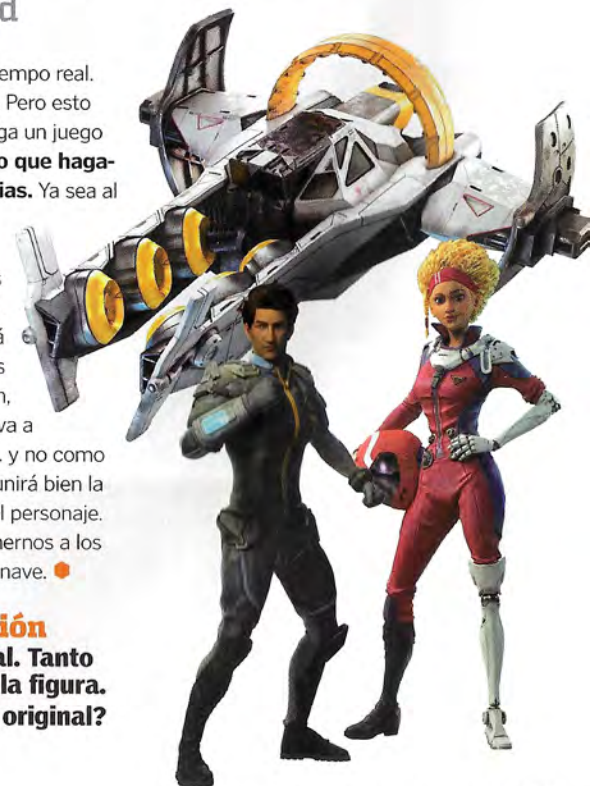 d
empo real.
Pero esto
ga un juego
o que haga-
ias. Ya sea al
s
á
s
n,
va a
. y no como
unirá bien la
l personaje.
nernos a los
nave.
ión
al. Tanto
la figura.
original?